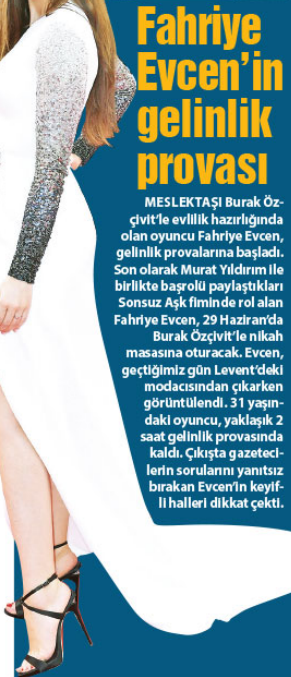 Fahriye
Evcen'in
gelinlik
provası
MESLEKTAŞI Burak Öz-
çivit'le evlilik hazırlığında
olan oyuncu Fahriye Evcen,
gelinlik provalarına başladı.
Son olarak Murat Yıldırım ile
birlikte başrolü paylaştıkları
Sonsuz Aşk fiminde rol alan
Fahriye Evcen, 29 Haziran'da
Burak Özçivit'le nikah
masasına oturacak. Evcen,
geçtiğimiz gün Levent'deki
modacısından çıkarken
görüntülendi. 31 yaşın-
daki oyuncu, yaklaşık 2
saat gelinlik provasında
kaldı. Çıkışta gazeteci-
lerin sorularını yanıtsız
bırakan Evcen'in keyif-
li halleri dikkat çekti.